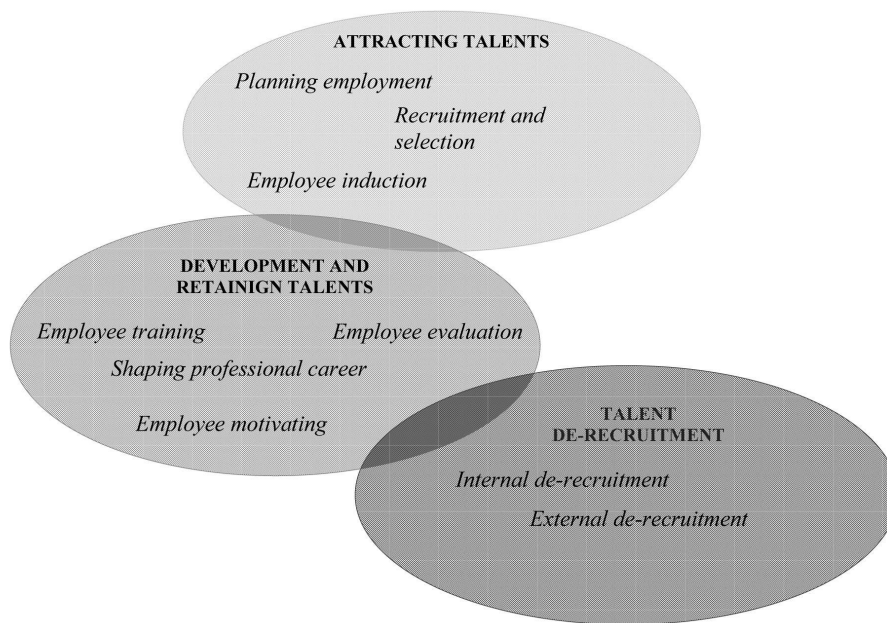 ATTRACTING TALENTS
Planning employment
Recruitment and
selection
Employee induction
DEVELOPMENT AND
RETAINIGN TALENTS
Employee training
Employee evaluation
Shaping professional career
Employee motivating
TALENT
DE-RECRUITMENT
Internal de-recruitment
External de-recruitment